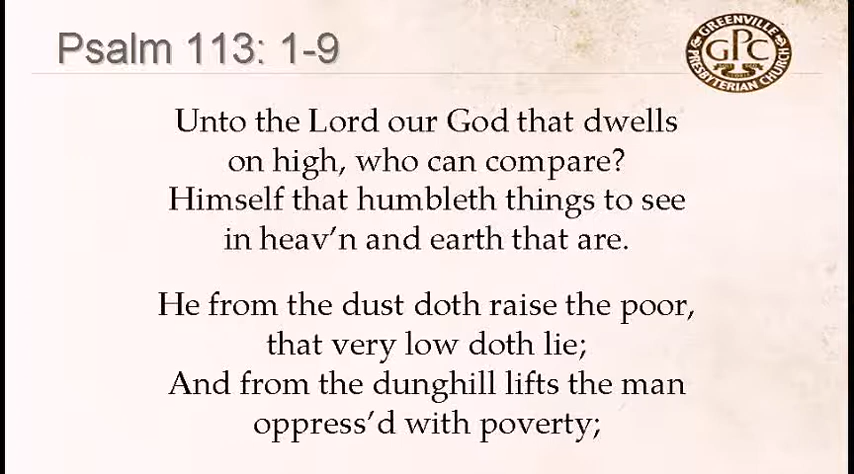 Psalm 113: 1-9
GREENVILLE
GPC
PRESBYTERIAN CHURCH
Unto the Lord our God that dwells
on high, who can compare?
Himself that humbleth things to see
in heav’n and earth that are.
He from the dust doth raise the poor,
that very low doth lie;
And from the dunghill lifts the man
oppress’d with poverty;